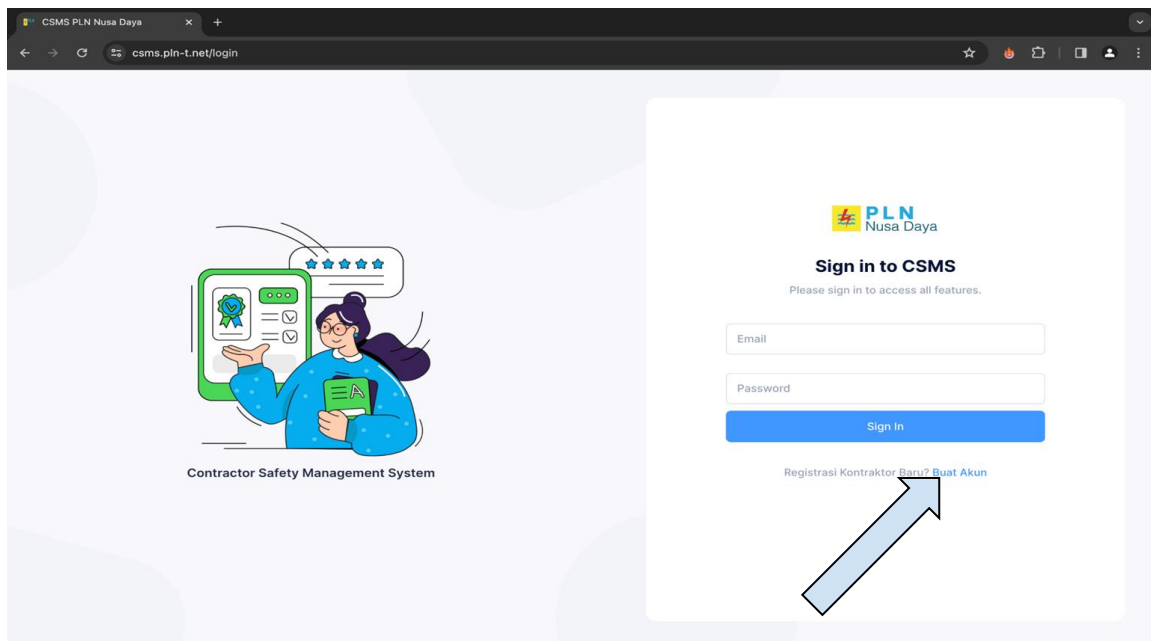 CSMS PLN Nusa Daya
csms.pln-t.net/login
PLN
Nusa Daya
Sign in to CSMS
Please sign in to access all features.
Email
Password
Sign In
Registrasi Kontraktor Baru? Buat Akun
A
Contractor Safety Management System